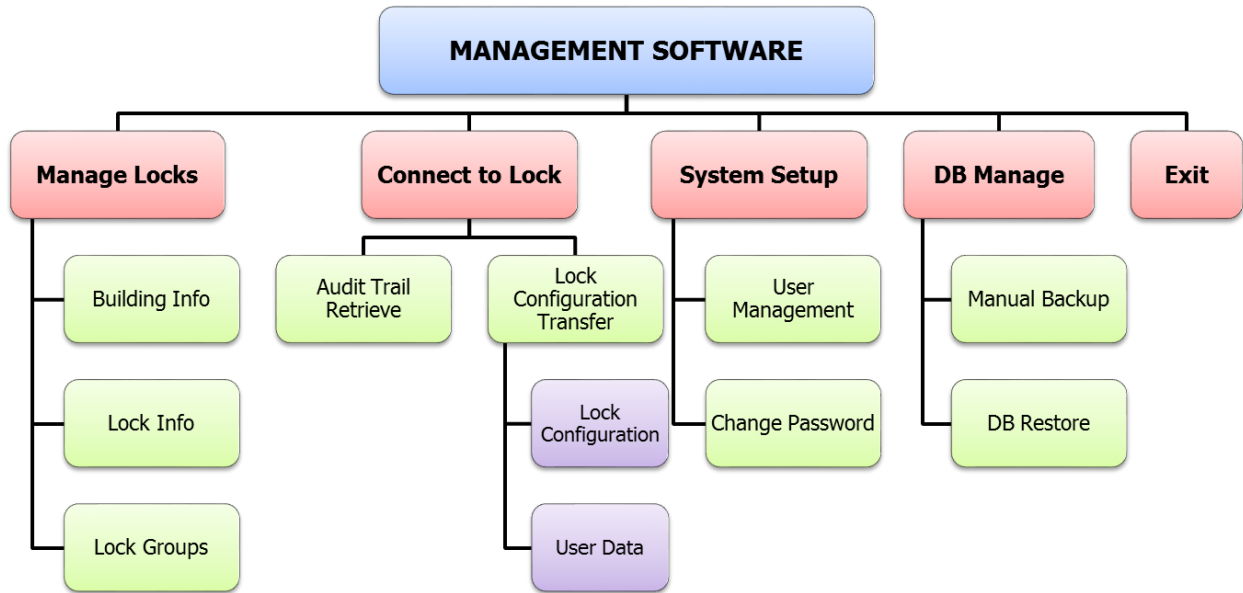 MANAGEMENT SOFTWARE
Manage Locks
Connect to Lock
System Setup
DB Manage
Exit
Building Info
Audit Trail
Retrieve
Lock
Configuration
Transfer
User
Management
Manual Backup
Lock Info
Lock
Configuration
Change Password
DB Restore
Lock Groups
User Data